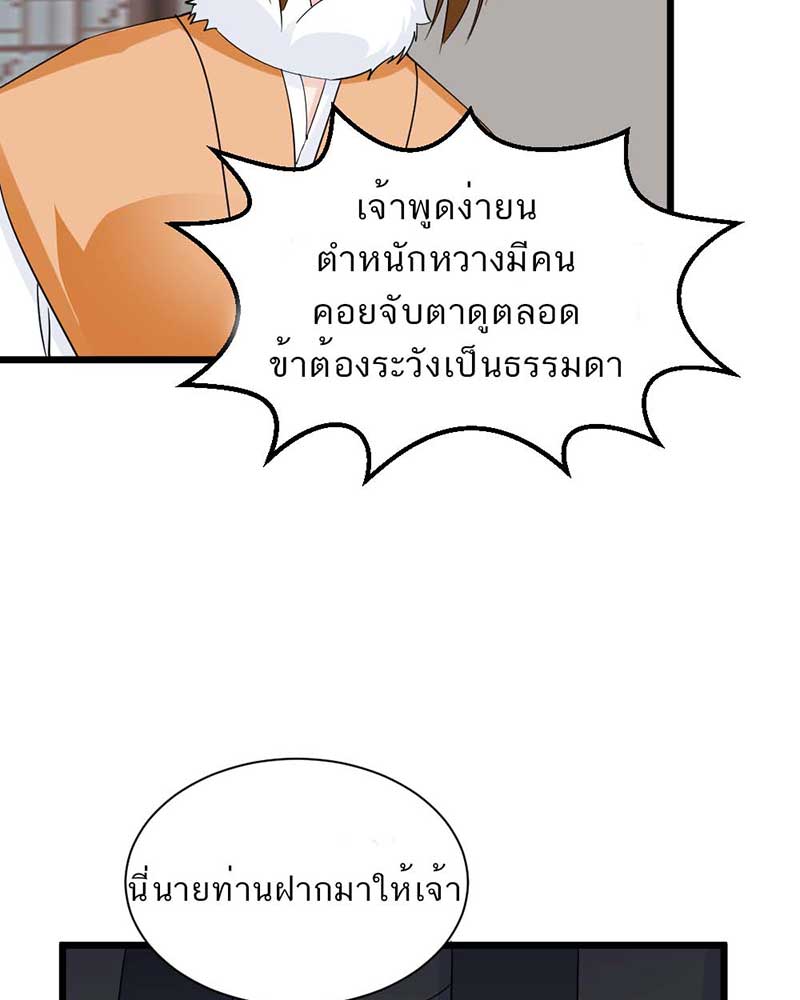 เจ้าพูดง่ายน
ตำหนักหวางมีคน
คอยจับตาดูตลอด
ข้าต้องระวังเป็นธรรมดา
นี่นายท่านฝากมาให้เจ้า